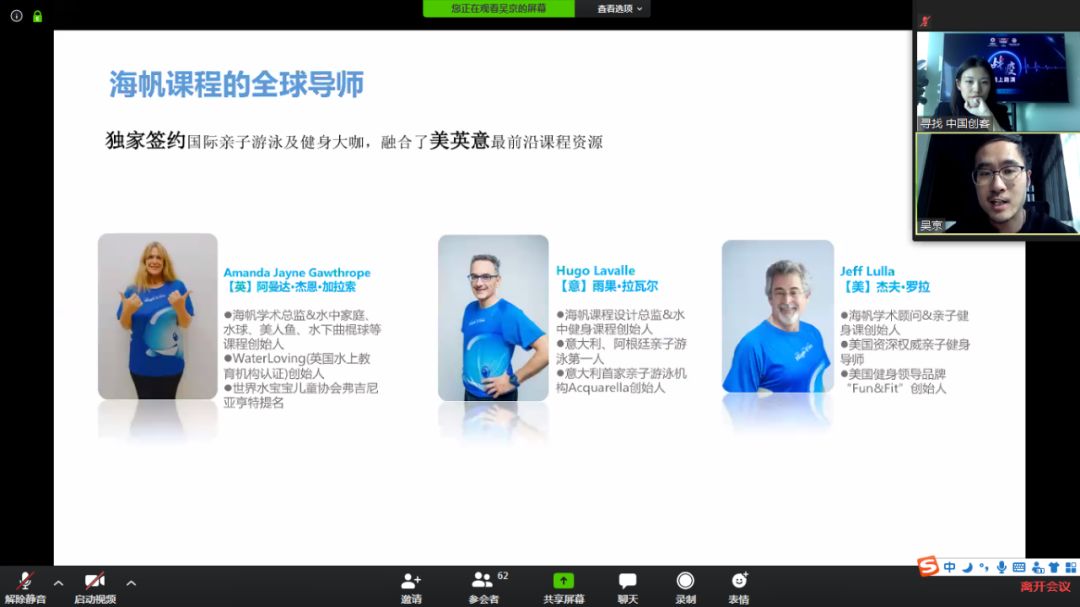 您正在观看吴京的屏幕
查看选项
海帆课程的全球导师
独家签约国际亲子游泳及健身大咖，融合了美英意最前沿课程资源
寻找 中国创客
吴京
Amanda Jayne Gawthrope
【英】阿曼达·杰恩·加拉索
●海帆学术总监&水中家庭、
水球、美人鱼、水下曲棍球等
课程创始人
●WaterLoving(英国水上教
育机构认证)创始人
●世界水宝宝儿童协会弗吉尼
亚亨特提名
Hugo Lavalle
【意】雨果·拉瓦尔
●海帆课程设计总监&水
中健身课程创始人
●意大利、阿根廷亲子游
泳第一人
●意大利首家亲子游泳机
构Acquarella创始人
Jeff Lulla
【美】杰夫·罗拉
●海帆学术顾问&亲子健
身课创始人
●美国资深权威亲子健身
导师
●美国健身领导品牌
“Fun&Fit”创始人
中
解除静音
启动视频
邀请
62
参会者
共享屏幕
聊天
录制
表情
离开会议